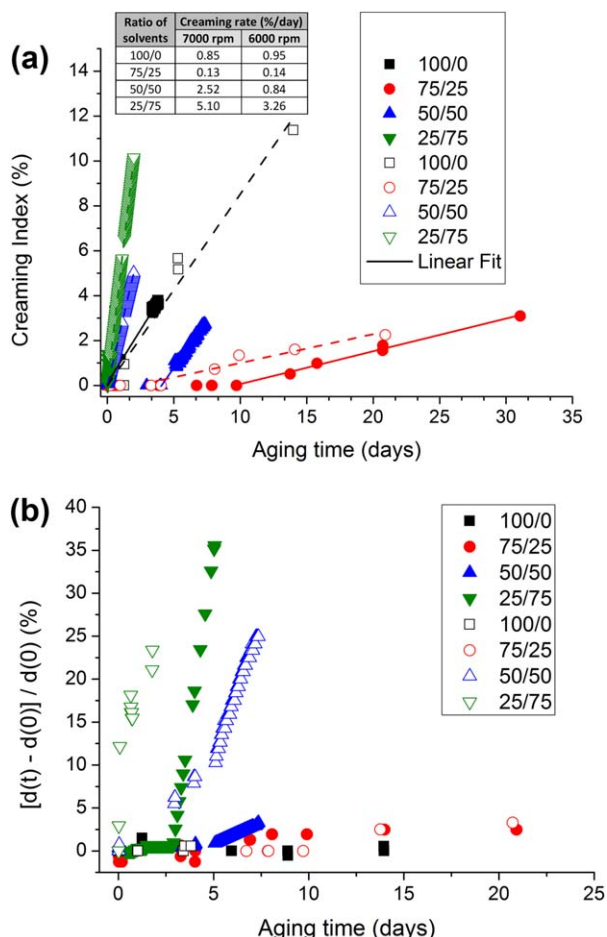 (a)
Ratio of solvents Creaming rate (%/day)
7000 rpm 6000 rpm
100/0 0.85 0.95
75/25 0.13 0.14
50/50 2.52 0.84
25/75 5.10 3.26
14
12
10
8
6
4
2
0
Creaming Index (%)
100/0
75/25
50/50
25/75
100/0
75/25
50/50
25/75
Linear Fit
0 5 10 15 20 25 30 35
Aging time (days)
(b)
40
35
30
25
20
15
10
5
0
[d(t) - d(0)] / d(0) (%)
100/0
75/25
50/50
25/75
100/0
75/25
50/50
25/75
0 5 10 15 20 25
Aging time (days)